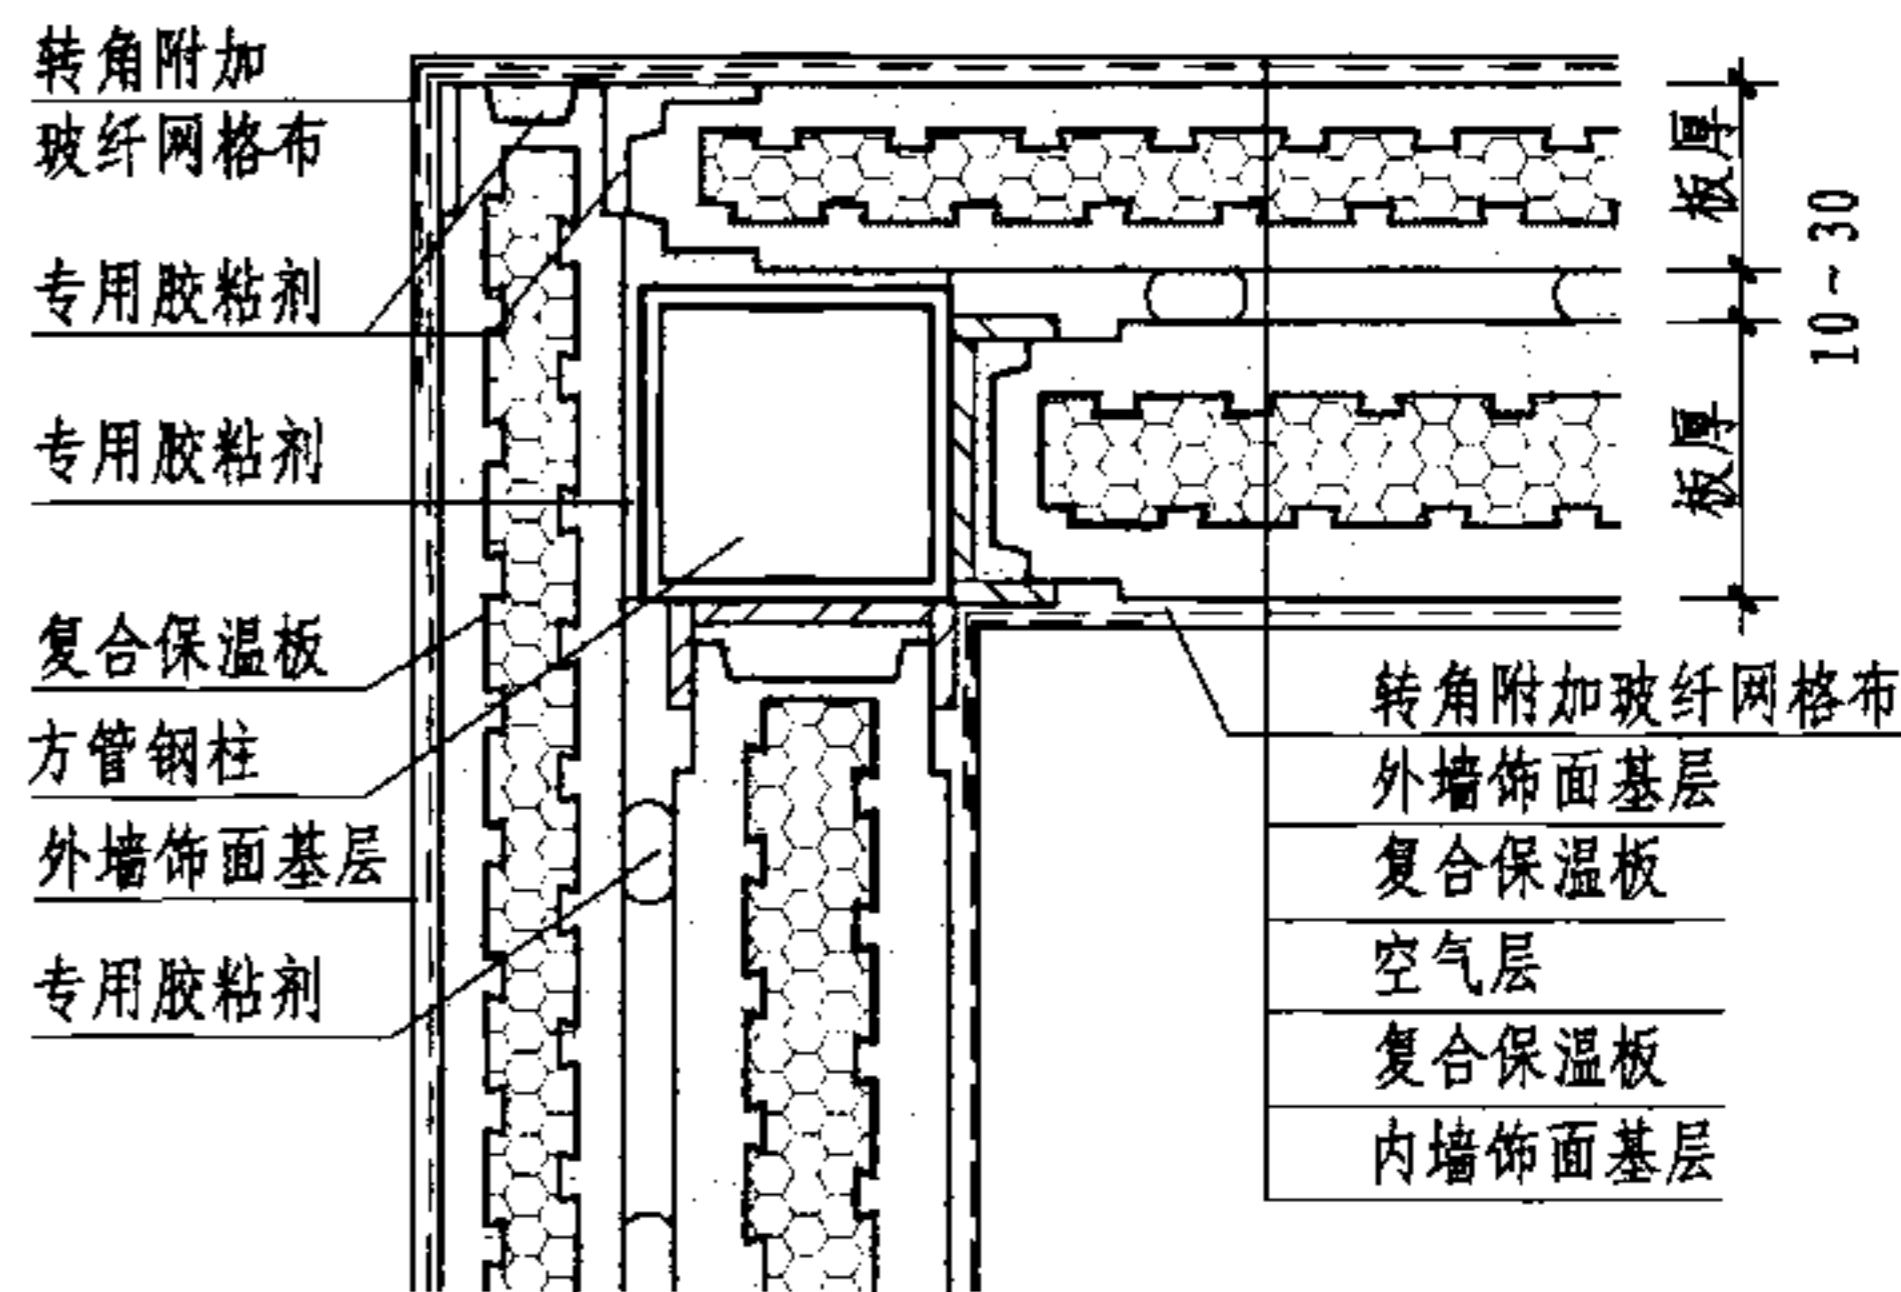 转角附加
玻纤网格布
专用胶粘剂
专用胶粘剂
复合保温板
方管钢柱
外墙饰面基层
专用胶粘剂
板厚
10~30
板厚
转角附加玻纤网格布
外墙饰面基层
复合保温板
空气层
复合保温板
内墙饰面基层